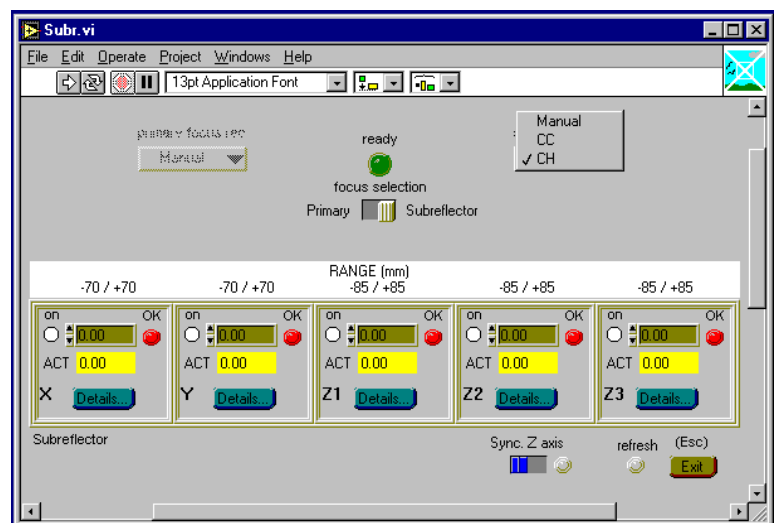 Subr.vi
File Edit Operate Project Windows Help
13pt Application Font
primary focus rec
Manual
ready
Manual
CC
✓ CH
focus selection
Primary Subreflector
RANGE (mm)
-70 / +70 -70 / +70 -85 / +85 -85 / +85 -85 / +85
on OK on OK on OK on OK on OK
0.00 0.00 0.00 0.00 0.00
ACT 0.00 ACT 0.00 ACT 0.00 ACT 0.00 ACT 0.00
X Details... Y Details... Z1 Details... Z2 Details... Z3 Details...
Subreflector
Sync. Z axis refresh (Esc)
Exit